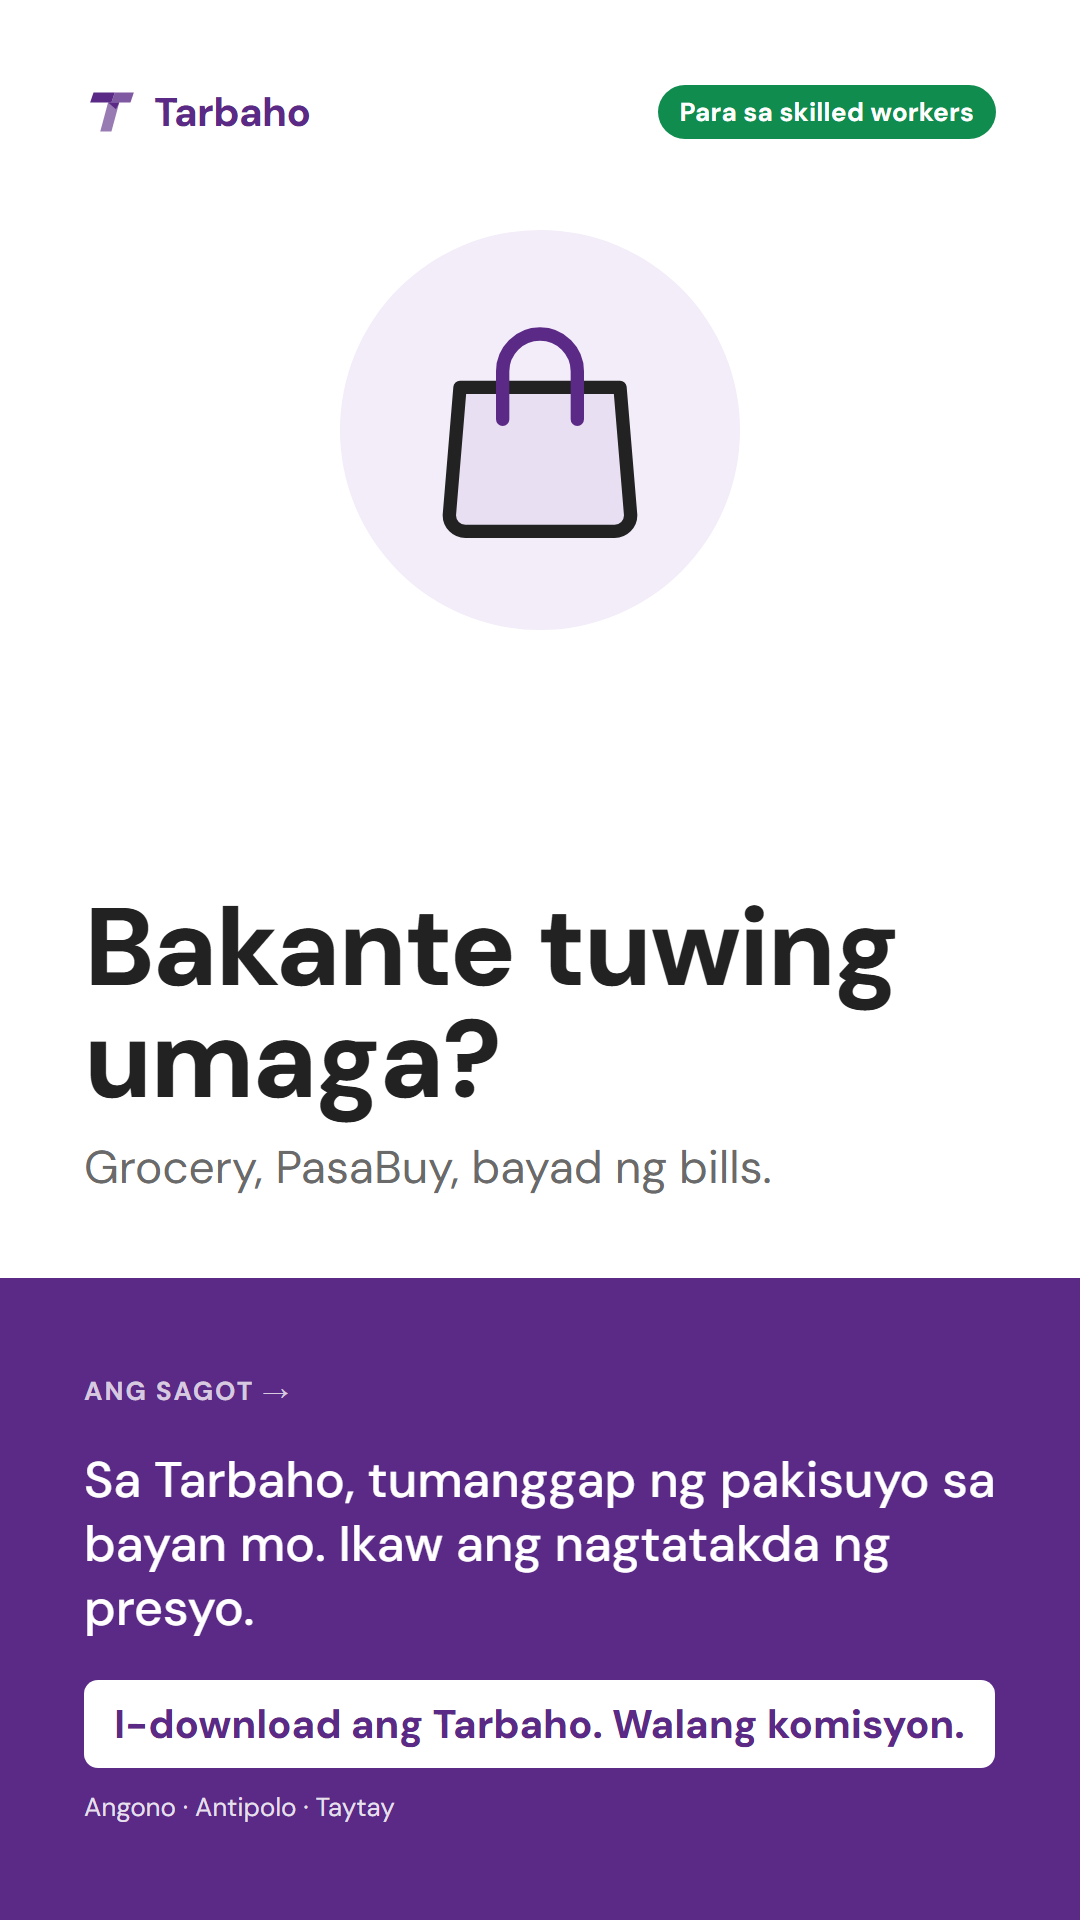 Tarbaho
Para sa skilled workers
Bakante tuwing
umaga?
Grocery, PasaBuy, bayad ng bills.
ANG SAGOT →
Sa Tarbaho, tumanggap ng pakisuyo sa
bayan mo. Ikaw ang nagtatakda ng
presyo.
I-download ang Tarbaho. Walang komisyon.
Angono · Antipolo · Taytay